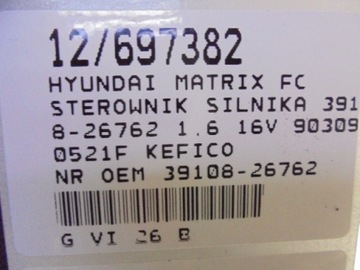 12/697382
HYUNDAI MATRIX FC
STEROWNIK SILNIKA 391
8-26762 1.6 16V 90309
0521F KEFICO
NR OEM 39108-26762
G VI 26 B